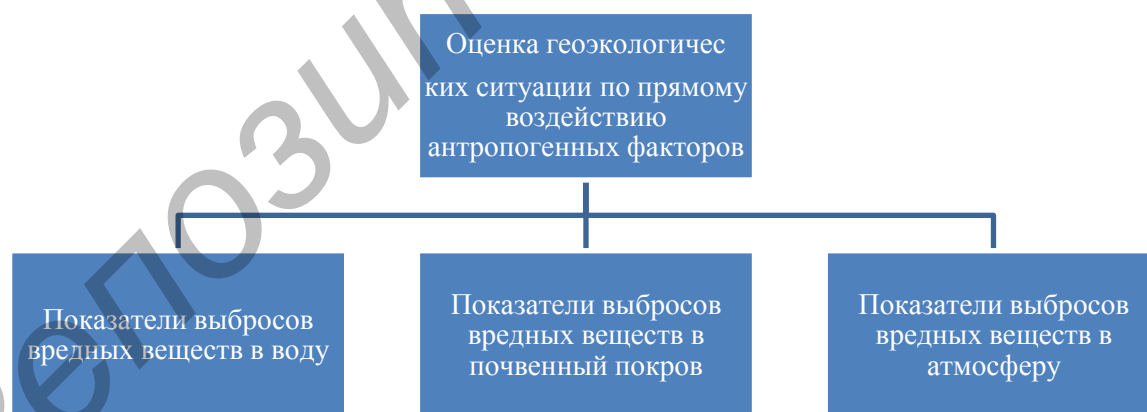 Оценка геоэкологичес
ких ситуации по прямому
воздействию
антропогенных факторов
Показатели выбросов
вредных веществ в воду
Показатели выбросов
вредных веществ в
почвенный покров
Показатели выбросов
вредных веществ в
атмосферу